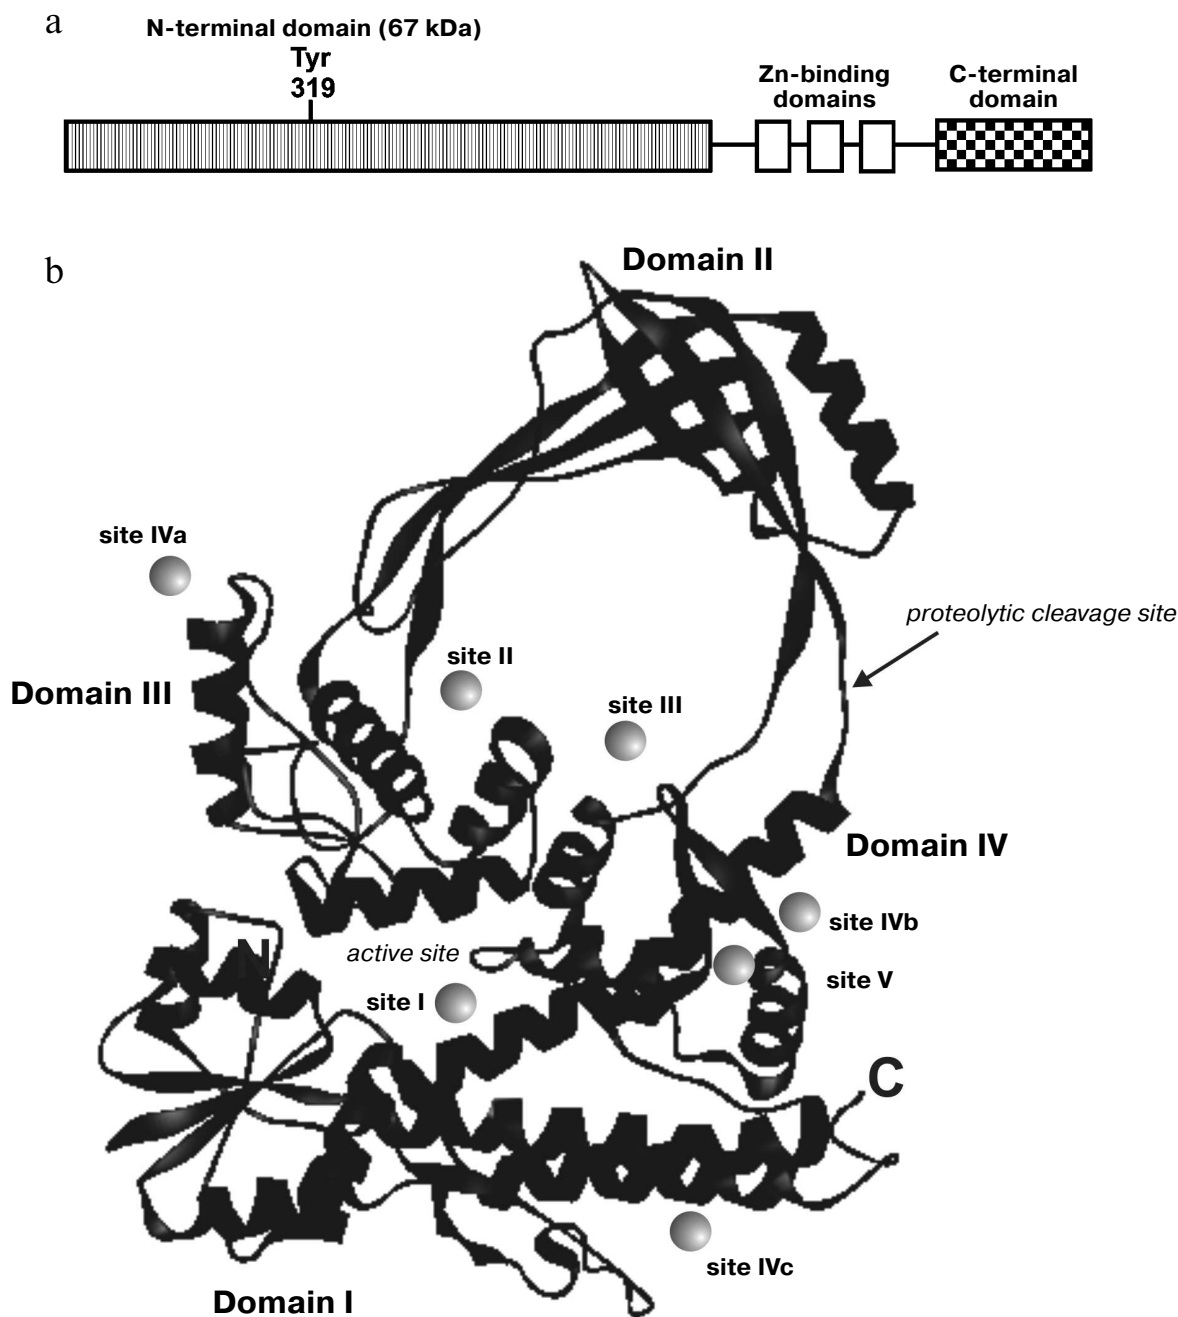 a
N-terminal domain (67 kDa)
Tyr
319
Zn-binding
domains
C-terminal
domain
b
Domain II
site IVa
proteolytic cleavage site
site II
Domain III
site III
Domain IV
site IVb
N
active site
site V
site I
C
site IVc
Domain I